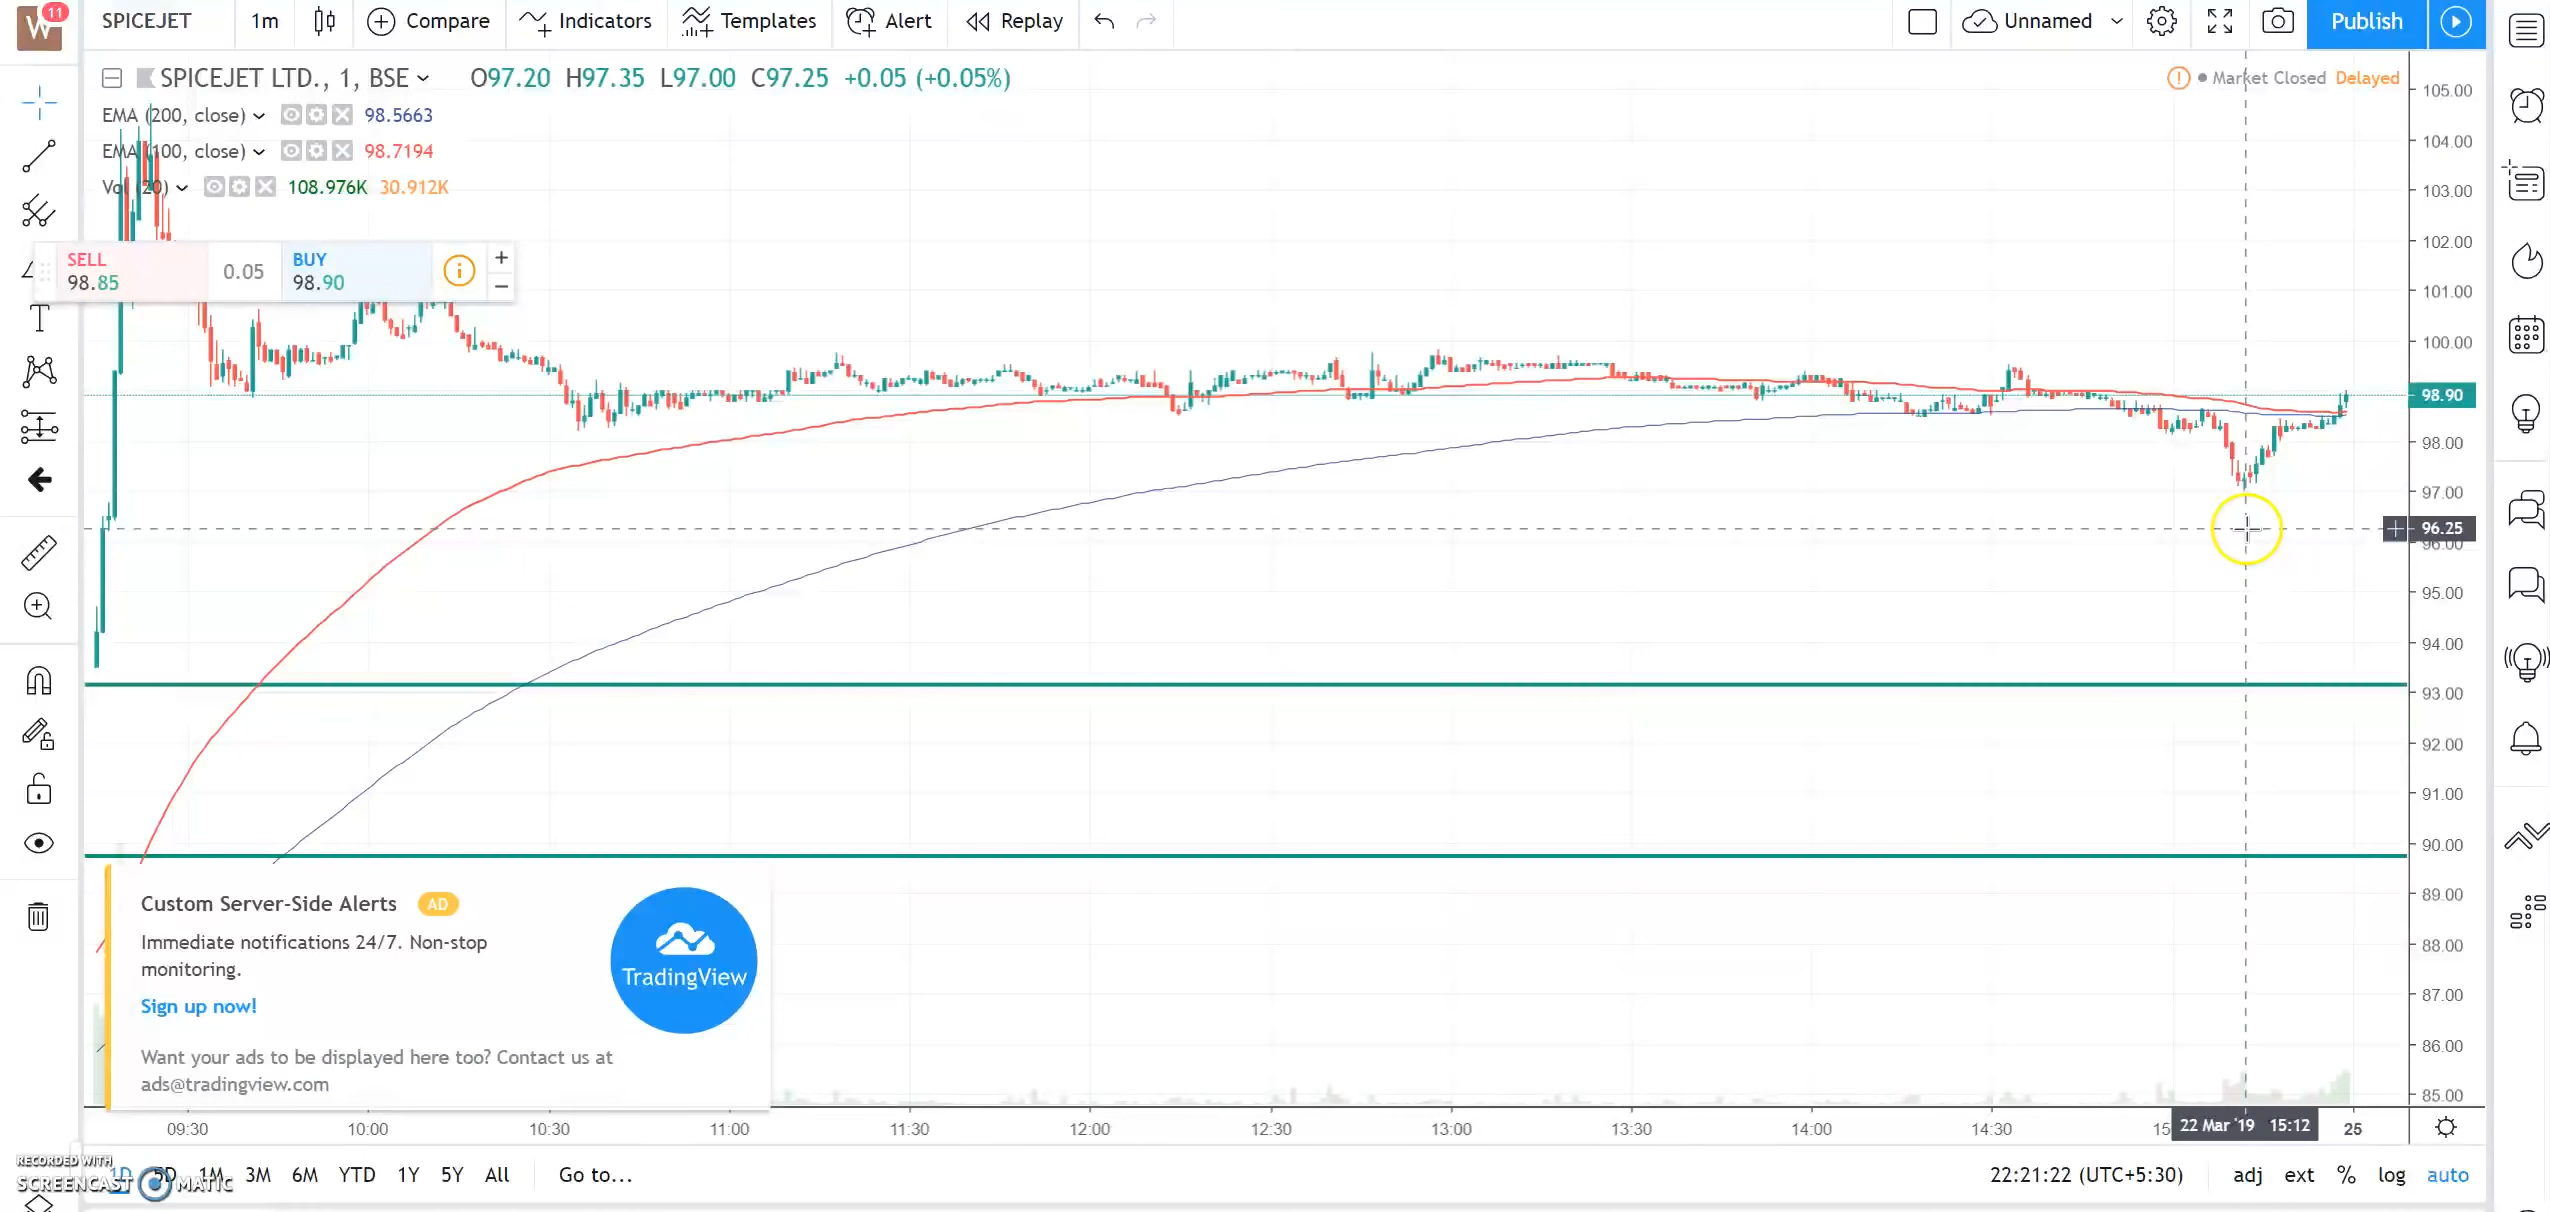 W 11 SPICEJET 1m Compare Indicators Templates Alert Replay Unnamed Publish
SPICEJET LTD., 1, BSE O97.20 H97.35 L97.00 C97.25 +0.05 (+0.05%)
Market Closed Delayed
EMA (200, close) 98.5663
EMA (100, close) 98.7194
Vol (20) 108.976K 30.912K
SELL
98.85
0.05
BUY
98.90
105.00
104.00
103.00
102.00
101.00
100.00
98.90
98.00
97.00
96.25
96.00
95.00
94.00
93.00
92.00
91.00
90.00
89.00
88.00
87.00
86.00
85.00
Custom Server-Side Alerts AD
Immediate notifications 24/7. Non-stop
monitoring.
Sign up now!
TradingView
Want your ads to be displayed here too? Contact us at
ads@tradingview.com
09:30 10:00 10:30 11:00 11:30 12:00 12:30 13:00 13:30 14:00 14:30 15 22 Mar '19 15:12 25
RECORDED WITH
SCREENCAST MATIC
1D 5D 1M 3M 6M YTD 1Y 5Y All Go to... 22:21:22 (UTC+5:30) adj ext % log auto